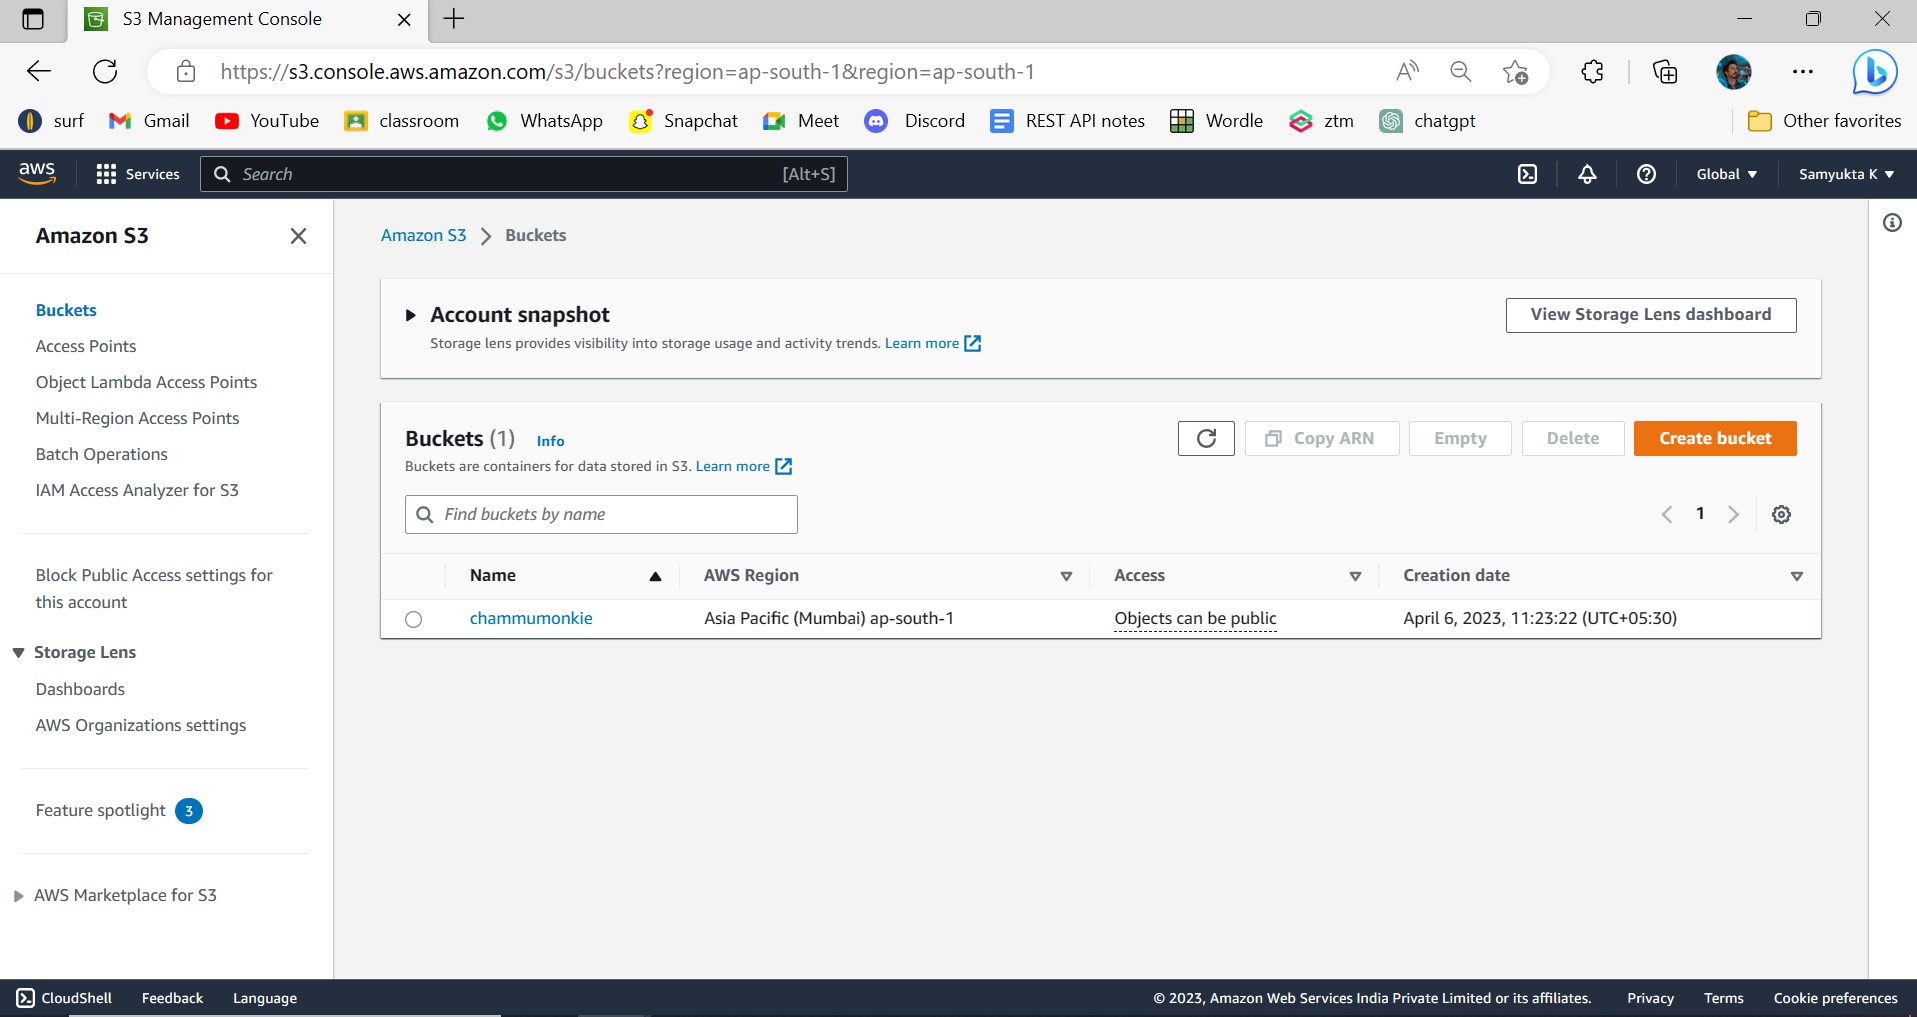 S3 Management Console
https://s3.console.aws.amazon.com/s3/buckets?region=ap-south-1&region=ap-south-1
surf Gmail YouTube classroom WhatsApp Snapchat Meet Discord REST API notes Wordle ztm chatgpt Other favorites
aws Services Search [Alt+S] Global Samyukta K
Amazon S3
Buckets
Access Points
Object Lambda Access Points
Multi-Region Access Points
Batch Operations
IAM Access Analyzer for S3
Block Public Access settings for
this account
Storage Lens
Dashboards
AWS Organizations settings
Feature spotlight 3
AWS Marketplace for S3
Amazon S3 Buckets
Account snapshot
View Storage Lens dashboard
Storage lens provides visibility into storage usage and activity trends. Learn more
Buckets (1) Info
Copy ARN Empty Delete Create bucket
Buckets are containers for data stored in S3. Learn more
Find buckets by name
1
Name AWS Region Access Creation date
chammumonkie Asia Pacific (Mumbai) ap-south-1 Objects can be public April 6, 2023, 11:23:22 (UTC+05:30)
CloudShell Feedback Language © 2023, Amazon Web Services India Private Limited or its affiliates. Privacy Terms Cookie preferences